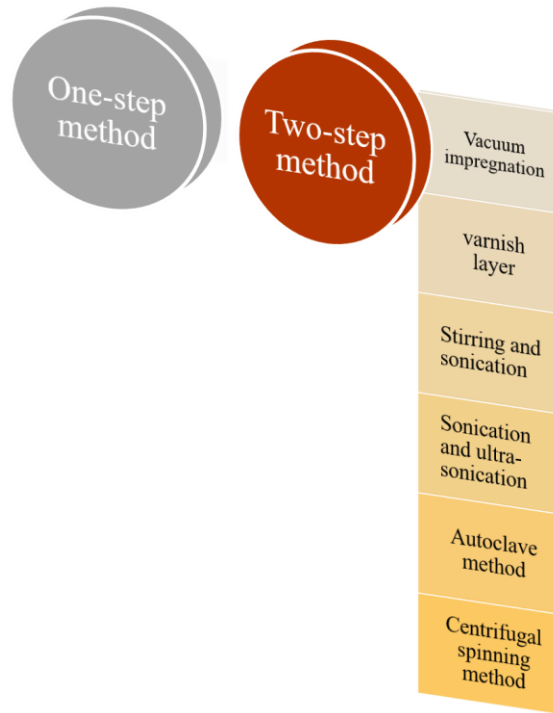 One-step
method
Two-step
method
Vacuum
impregnation
varnish
layer
Stirring and
sonication
Sonication
and ultra-
sonication
Autoclave
method
Centrifugal
spinning
method